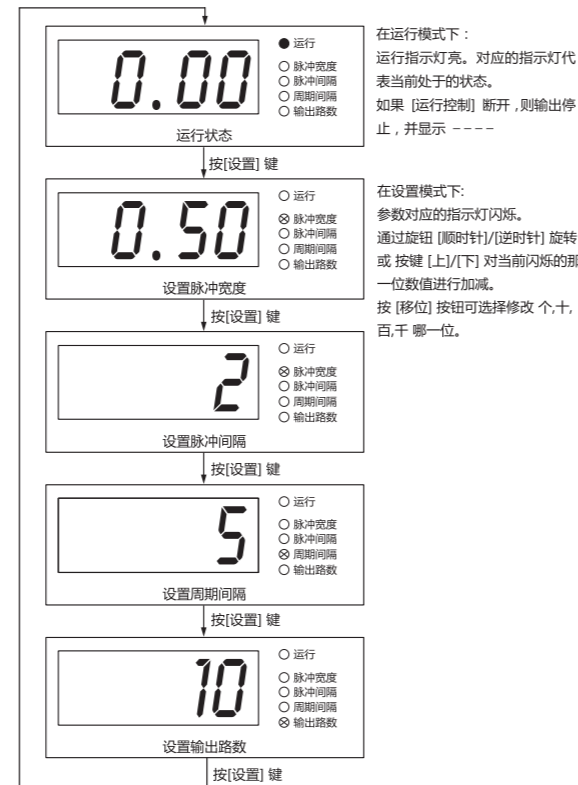 0.00
● 运行
○ 脉冲宽度
○ 脉冲间隔
○ 周期间隔
○ 输出路数
运行状态
在运行模式下：
运行指示灯亮。对应的指示灯代
表当前处于的状态。
如果 [运行控制] 断开 ,则输出停
止，并显示 －－－－
按[设置] 键
0.50
○ 运行
⊗ 脉冲宽度
○ 脉冲间隔
○ 周期间隔
○ 输出路数
设置脉冲宽度
在设置模式下:
参数对应的指示灯闪烁。
通过旋钮 [顺时针]/[逆时针] 旋转
或 按键 [上]/[下] 对当前闪烁的那
一位数值进行加减。
按 [移位] 按钮可选择修改 个,十,
百,千 哪一位。
按[设置] 键
2
○ 运行
⊗ 脉冲宽度
○ 脉冲间隔
○ 周期间隔
○ 输出路数
设置脉冲间隔
按[设置] 键
5
○ 运行
○ 脉冲宽度
○ 脉冲间隔
⊗ 周期间隔
○ 输出路数
设置周期间隔
按[设置] 键
10
○ 运行
○ 脉冲宽度
○ 脉冲间隔
○ 周期间隔
⊗ 输出路数
设置输出路数
按[设置] 键